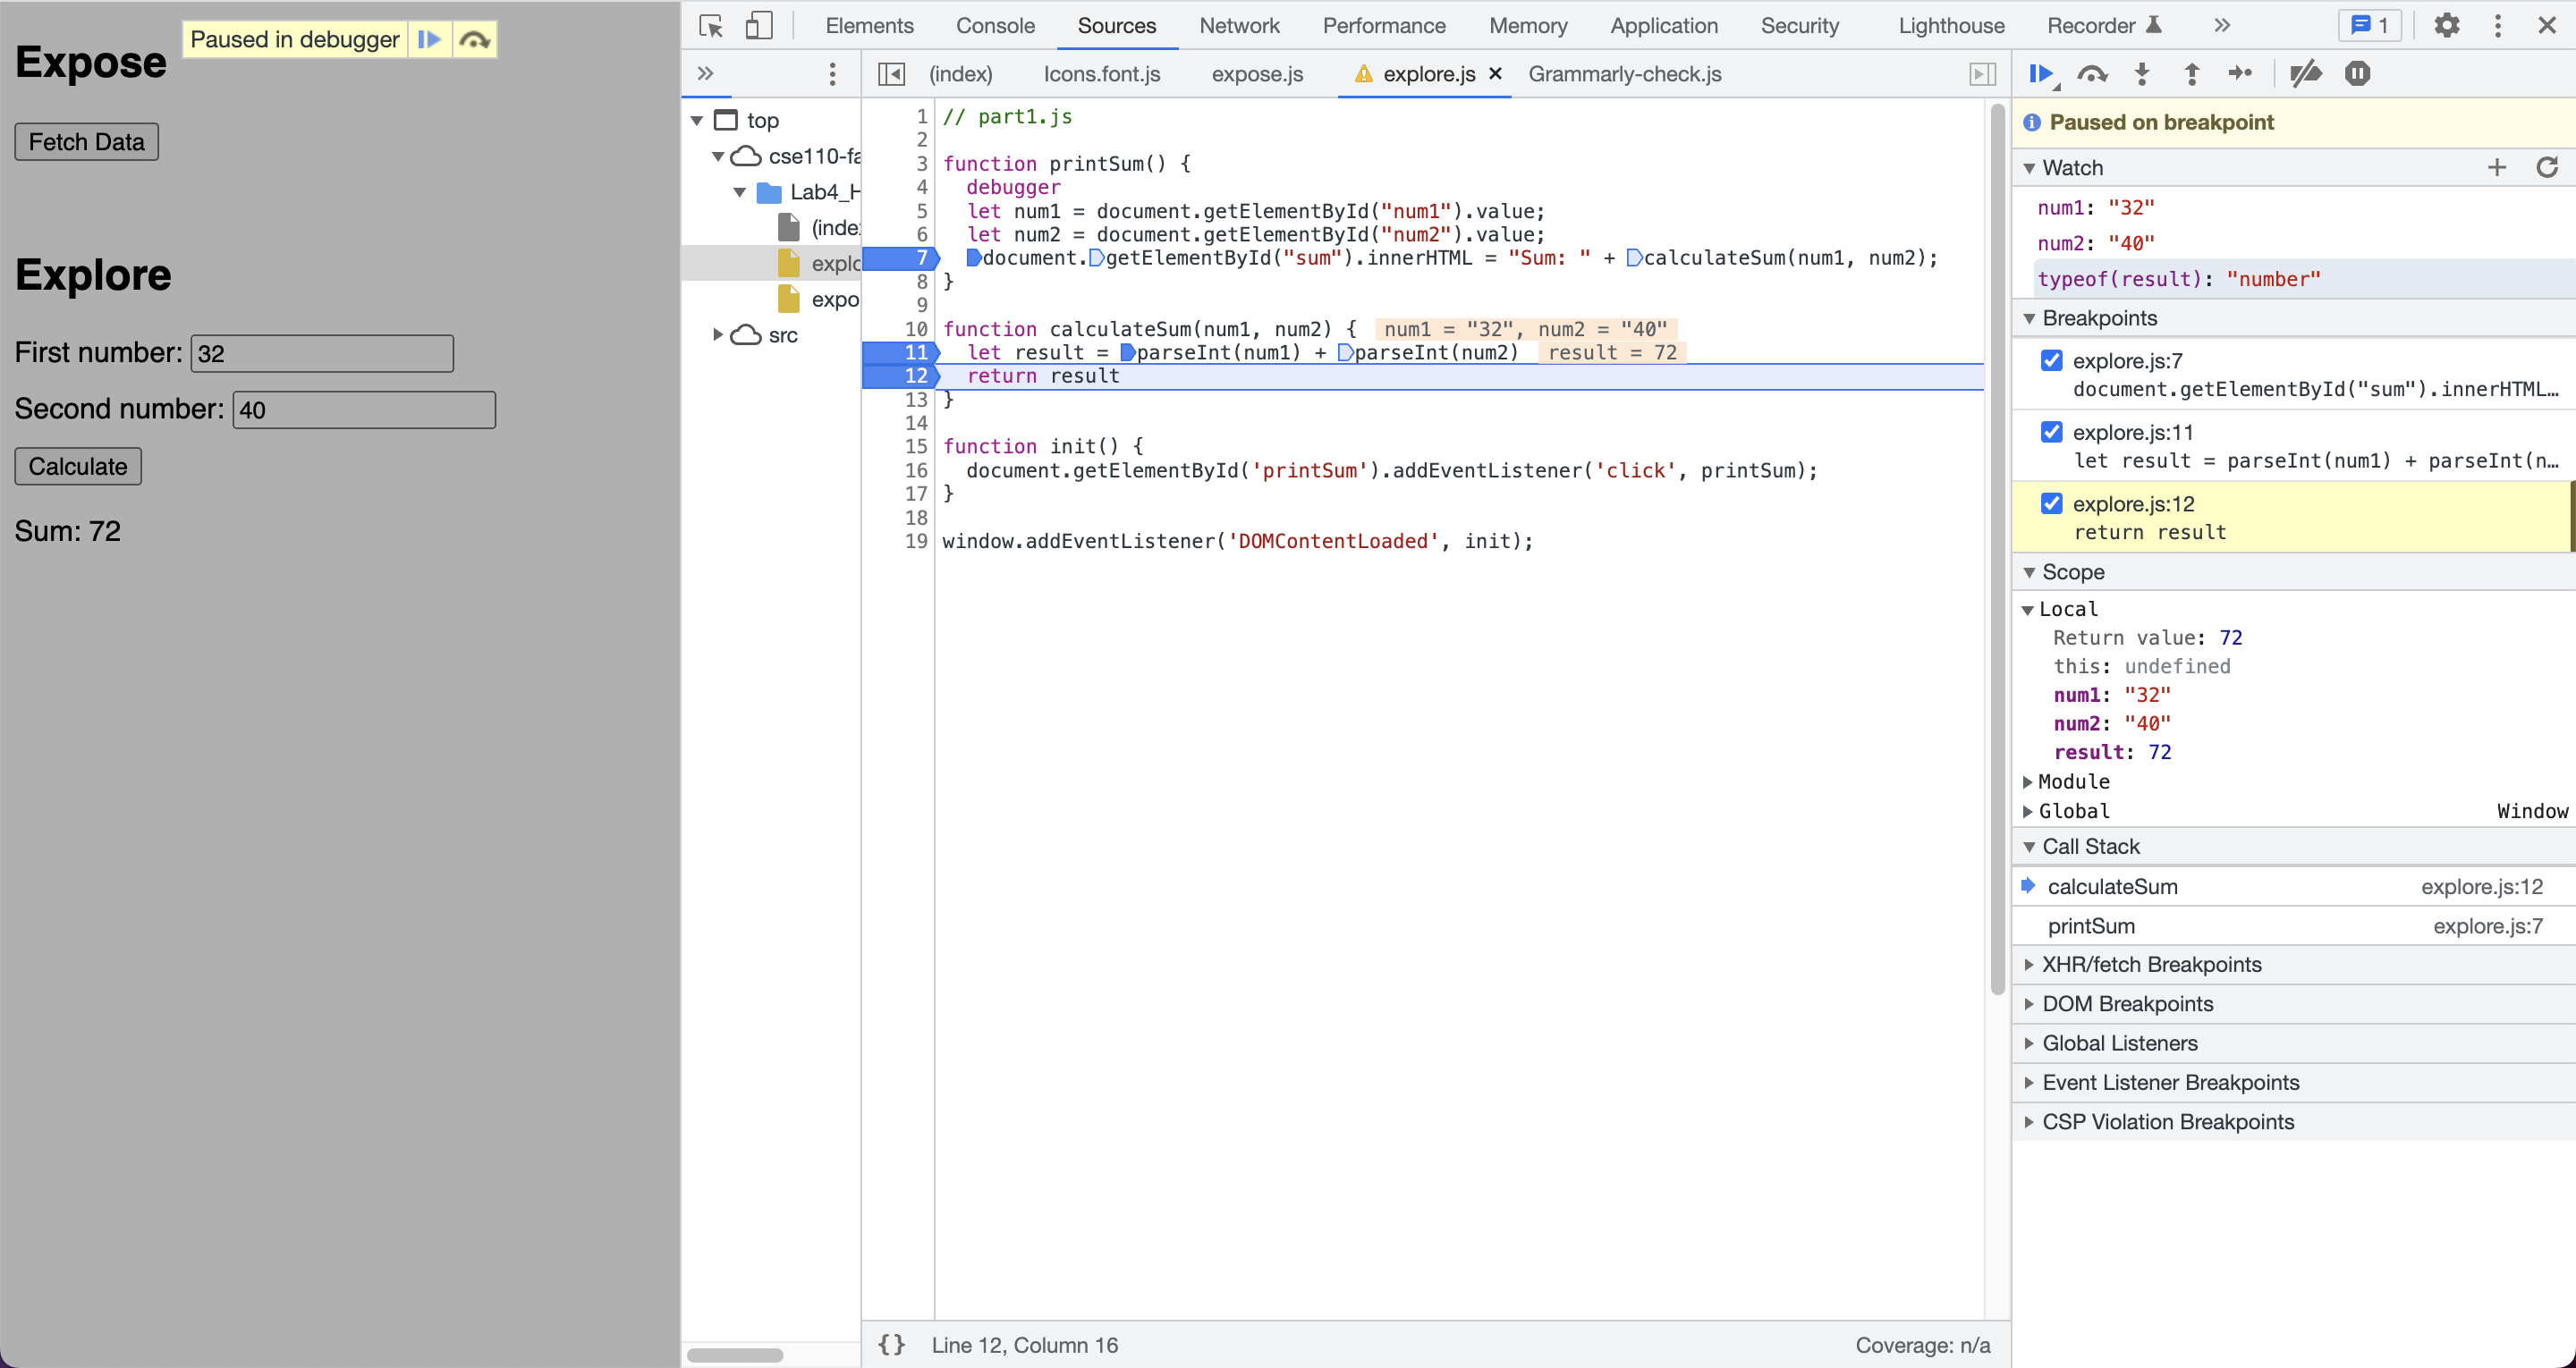 Expose
Paused in debugger
Fetch Data
Explore
First number: 32
Second number: 40
Calculate
Sum: 72
Elements Console Sources Network Performance Memory Application Security Lighthouse Recorder 1
(index) Icons.font.js expose.js explore.js Grammarly-check.js
top
cse110-fa
Lab4_H
(inde
explo
expo
src
1 // part1.js
2
3 function printSum() {
4 debugger
5 let num1 = document.getElementById("num1").value;
6 let num2 = document.getElementById("num2").value;
7 document.getElementById("sum").innerHTML = "Sum: " + calculateSum(num1, num2);
8 }
9
10 function calculateSum(num1, num2) { num1 = "32", num2 = "40"
11 let result = parseInt(num1) + parseInt(num2) result = 72
12 return result
13 }
14
15 function init() {
16 document.getElementById('printSum').addEventListener('click', printSum);
17 }
18
19 window.addEventListener('DOMContentLoaded', init);
{} Line 12, Column 16 Coverage: n/a
Paused on breakpoint
Watch
num1: "32"
num2: "40"
typeof(result): "number"
Breakpoints
explore.js:7
document.getElementById("sum").innerHTML…
explore.js:11
let result = parseInt(num1) + parseInt(n…
explore.js:12
return result
Scope
Local
Return value: 72
this: undefined
num1: "32"
num2: "40"
result: 72
Module
Global Window
Call Stack
calculateSum explore.js:12
printSum explore.js:7
XHR/fetch Breakpoints
DOM Breakpoints
Global Listeners
Event Listener Breakpoints
CSP Violation Breakpoints